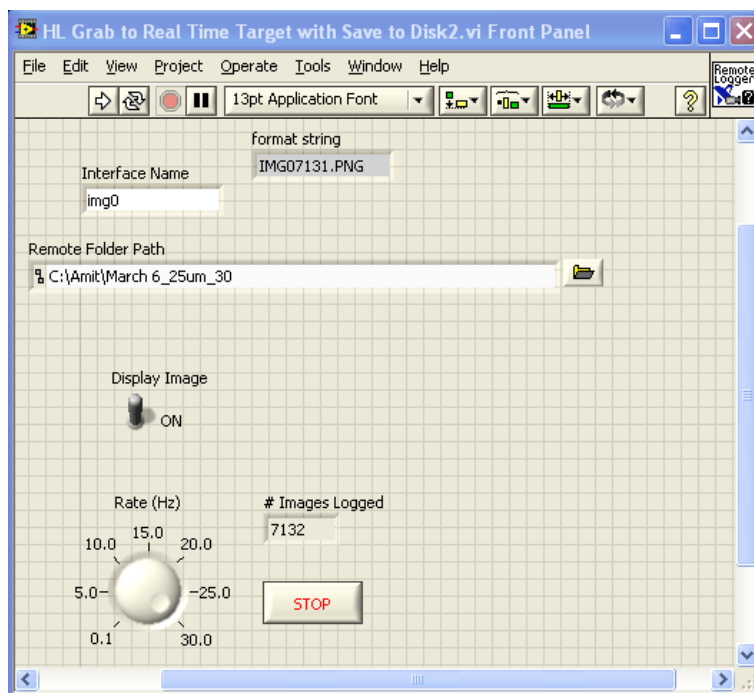 HL Grab to Real Time Target with Save to Disk2.vi Front Panel
File Edit View Project Operate Tools Window Help
Remote
Logger
13pt Application Font
?
format string
IMG07131.PNG
Interface Name
img0
Remote Folder Path
C:\Amit\March 6_25um_30
Display Image
ON
Rate (Hz)
# Images Logged
7132
15.0
10.0 20.0
5.0 25.0
0.1 30.0
STOP